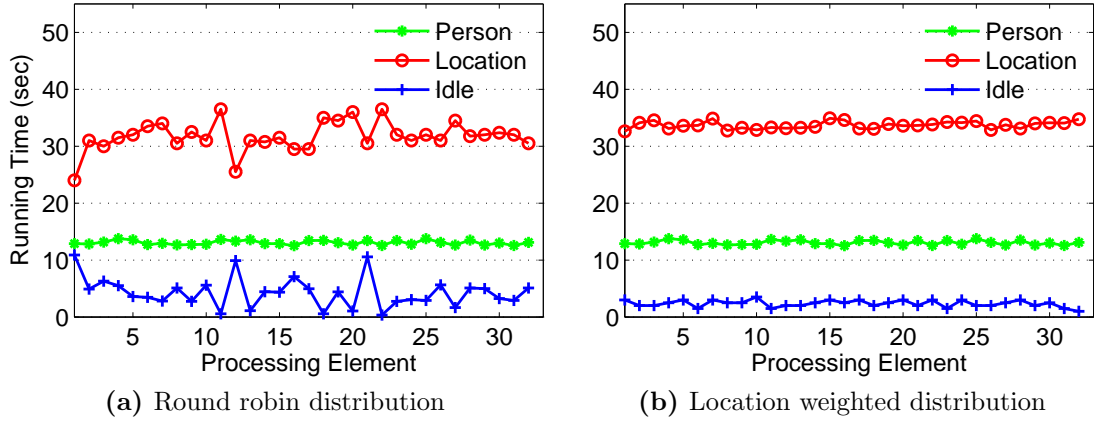 Running Time (sec)
50
40
30
20
10
0
5 10 15 20 25 30
Processing Element
Person
Location
Idle
(a) Round robin distribution
50
40
30
20
10
0
5 10 15 20 25 30
Processing Element
Person
Location
Idle
(b) Location weighted distribution